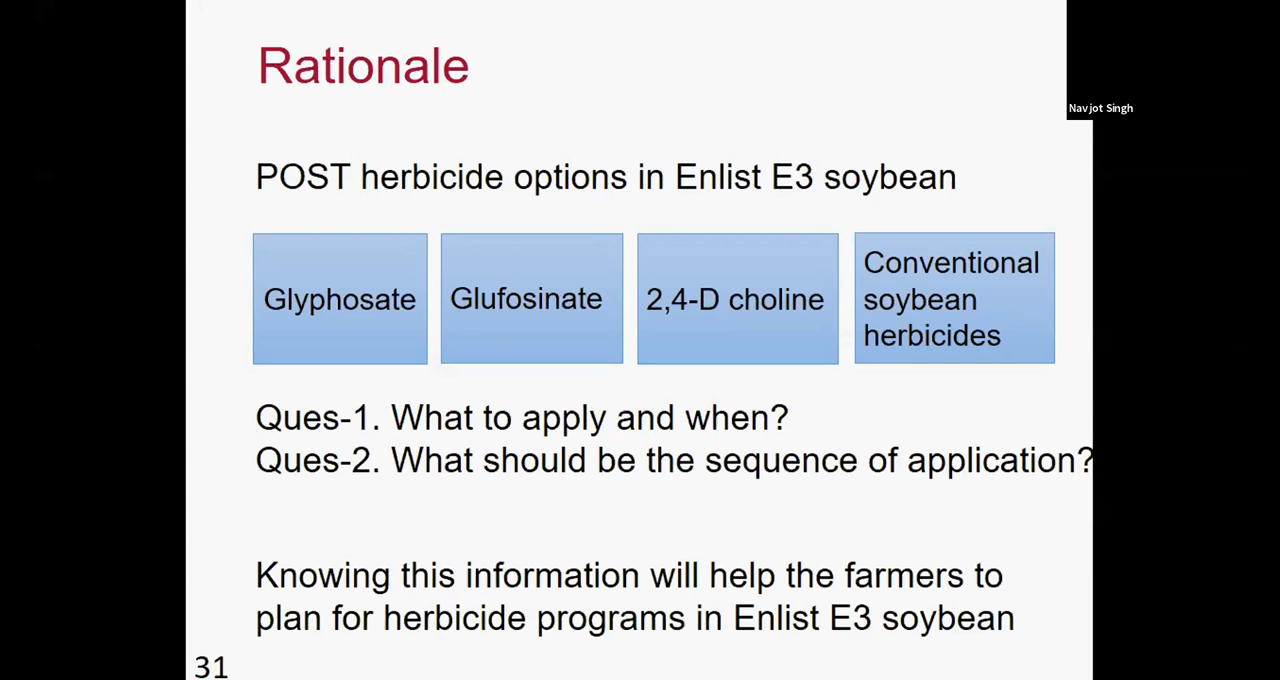 Rationale
Navjot Singh
POST herbicide options in Enlist E3 soybean
Glyphosate
Glufosinate
2,4-D choline
Conventional
soybean
herbicides
Ques-1. What to apply and when?
Ques-2. What should be the sequence of application?
Knowing this information will help the farmers to
plan for herbicide programs in Enlist E3 soybean
31